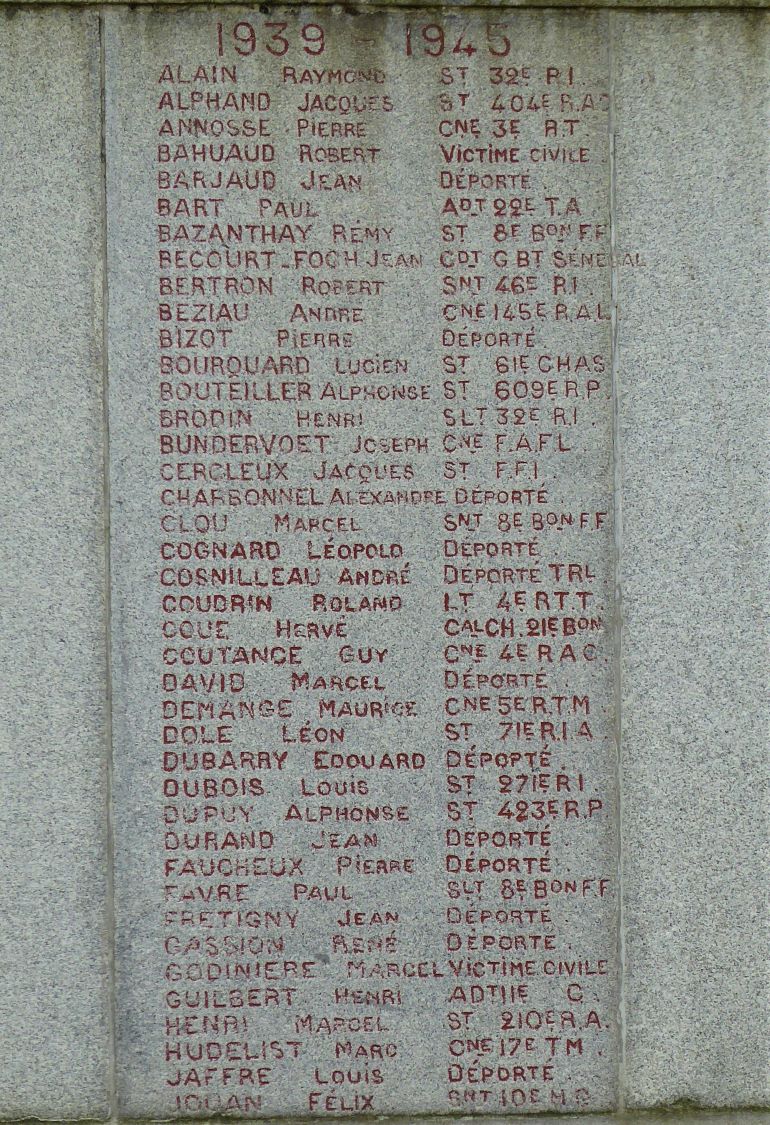 1939 - 1945
ALAIN RAYMOND ST 32E R.I.
ALPHAND JACQUES ST 404E R.A.C
ANNOSSE PIERRE CNE 3E R.T
BAHUAUD ROBERT VICTIME CIVILE.
BARJAUD JEAN DÉPORTÉ.
BART PAUL ADT 22E T.A
BAZANTHAY RÉMY ST 8E BON F.F
BECOURT-FOCH JEAN CDT G BT SENEGAL
BERTRON ROBERT SNT 46E R.I.
BEZIAU ANDRE CNE 145E R.A.L
BIZOT PIERRE DÉPORTÉ
BOURQUARD LUCIEN ST 61E CHAS
BOUTEILLER ALPHONSE ST 609E R.P.
BRODIN HENRI SLT 32E R.I.
BUNDERVOET JOSEPH CNE F.A.F.L.
CERCLEUX JACQUES ST F.F.I.
CHARBONNEL ALEXANDRE DÉPORTÉ.
CLOU MARCEL SNT 8E BON F.F
COGNARD LÉOPOLD DÉPORTÉ.
COSNILLEAU ANDRÉ DÉPORTÉ TRL.
COUDRIN ROLAND LT 4E R.T.T.
COUE HERVÉ CALCH. 21E BON
COUTANCE GUY CNE 4E R A C.
DAVID MARCEL DÉPORTÉ.
DEMANGE MAURICE CNE 5E R.T.M
DOLE LÉON ST 71E R.I A.
DUBARRY EDOUARD DÉPORTÉ.
DUBOIS LOUIS ST 271E R I.
DUPUY ALPHONSE ST 423E R.P
DURAND JEAN DÉPORTÉ.
FAUCHEUX PIERRE DÉPORTÉ.
FAVRE PAUL SLT 8E BON F.F
FRETIGNY JEAN DÉPORTÉ.
GASSION RENÉ DÉPORTÉ.
GODINIERE MARCEL VICTIME CIVILE
GUILBERT HENRI ADT 11E C.
HENRI MARCEL ST 210E R.A.
HUDELIST MARC CNE 17E T M.
JAFFRE LOUIS DÉPORTÉ.
JOUAN FÉLIX SNT 10E